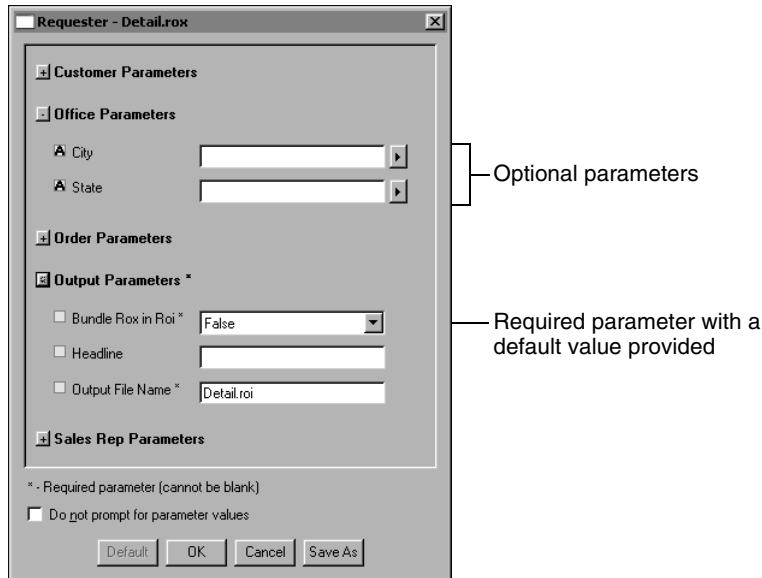 Requester - Detail.rox
Customer Parameters
Office Parameters
A City
A State
Optional parameters
Order Parameters
Output Parameters *
Bundle Rox in Roi * False
Required parameter with a
default value provided
Headline
Output File Name * Detail.roi
Sales Rep Parameters
* - Required parameter (cannot be blank)
Do not prompt for parameter values
Default OK Cancel Save As